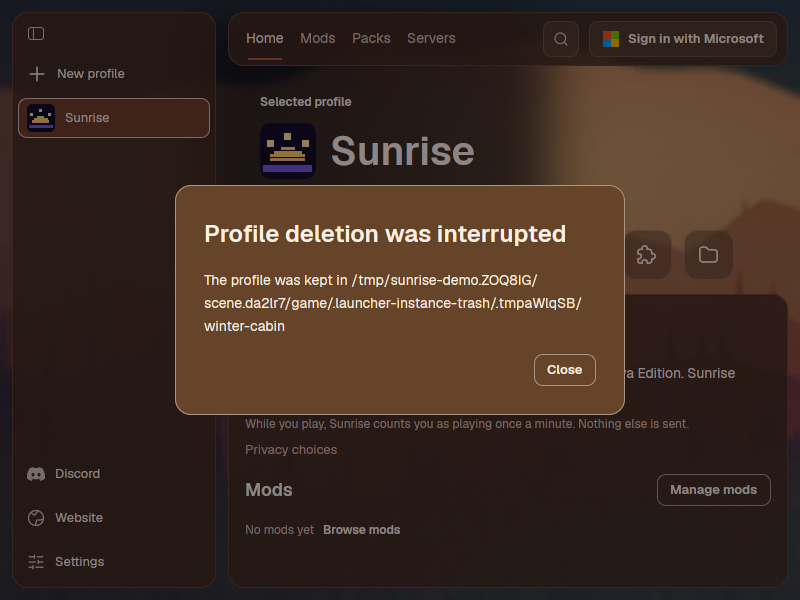 New profile
Sunrise
Discord
Website
Settings
Home Mods Packs Servers
Sign in with Microsoft
Selected profile
Sunrise
Profile deletion was interrupted
The profile was kept in /tmp/sunrise-demo.ZOQ8IG/
scene.da2lr7/game/.launcher-instance-trash/.tmpaWlqSB/
winter-cabin
Close
Edition. Sunrise
While you play, Sunrise counts you as playing once a minute. Nothing else is sent.
Privacy choices
Mods
Manage mods
No mods yet Browse mods